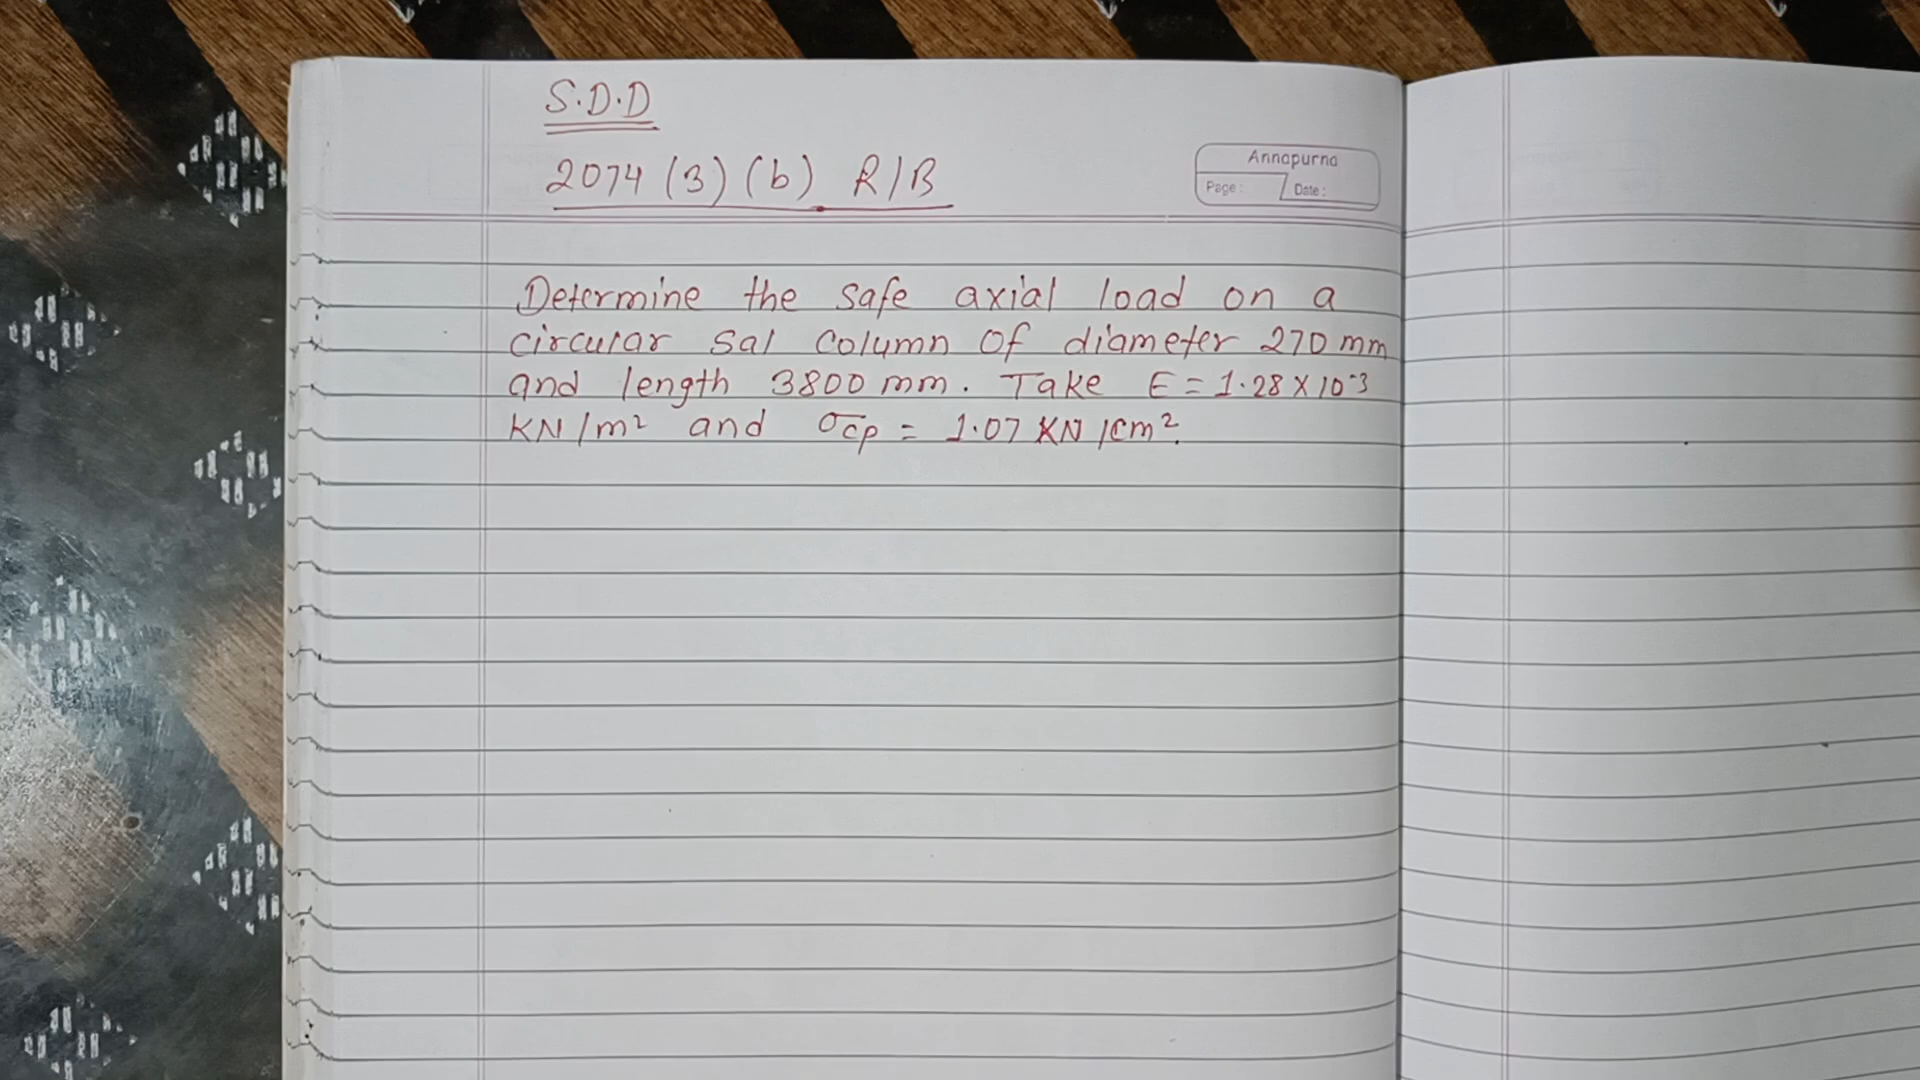 S.D.D
2074 (3) (b) R/B
Annapurna
Page :
Date :
Determine the safe axial load on a
circular sal column of diameter 270 mm
and length 3800 mm. Take E = 1.28 X 10⁻³
KN/m² and σcp = 1.07 KN/cm².